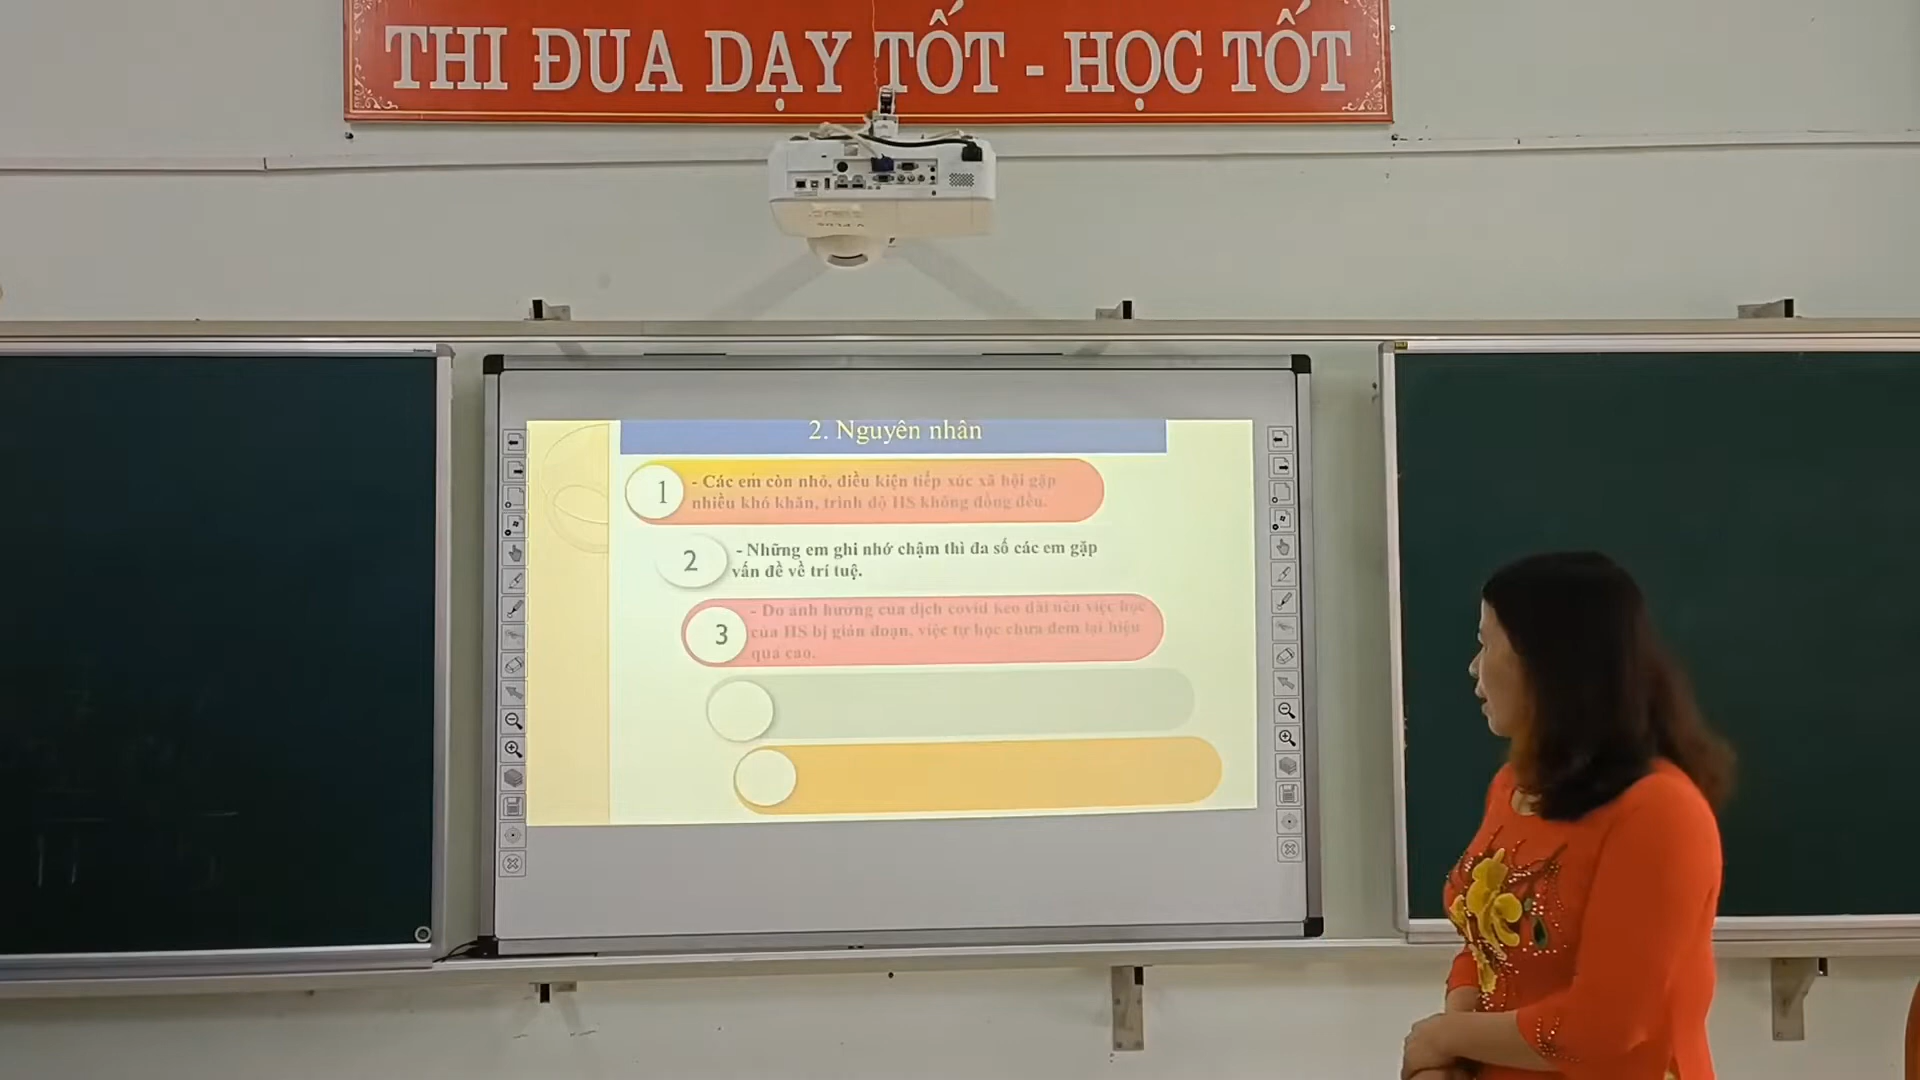 THI ĐUA DẠY TỐT - HỌC TỐT
2. Nguyên nhân
1
- Các em còn nhỏ, điều kiện tiếp xúc xã hội gặp
nhiều khó khăn, trình độ HS không đồng đều.
2
- Những em ghi nhớ chậm thì đa số các em gặp
vấn đề về trí tuệ.
3
- Do ảnh hưởng của dịch covid kéo dài nên việc học
của HS bị gián đoạn, việc tự học chưa đem lại hiệu
quả cao.